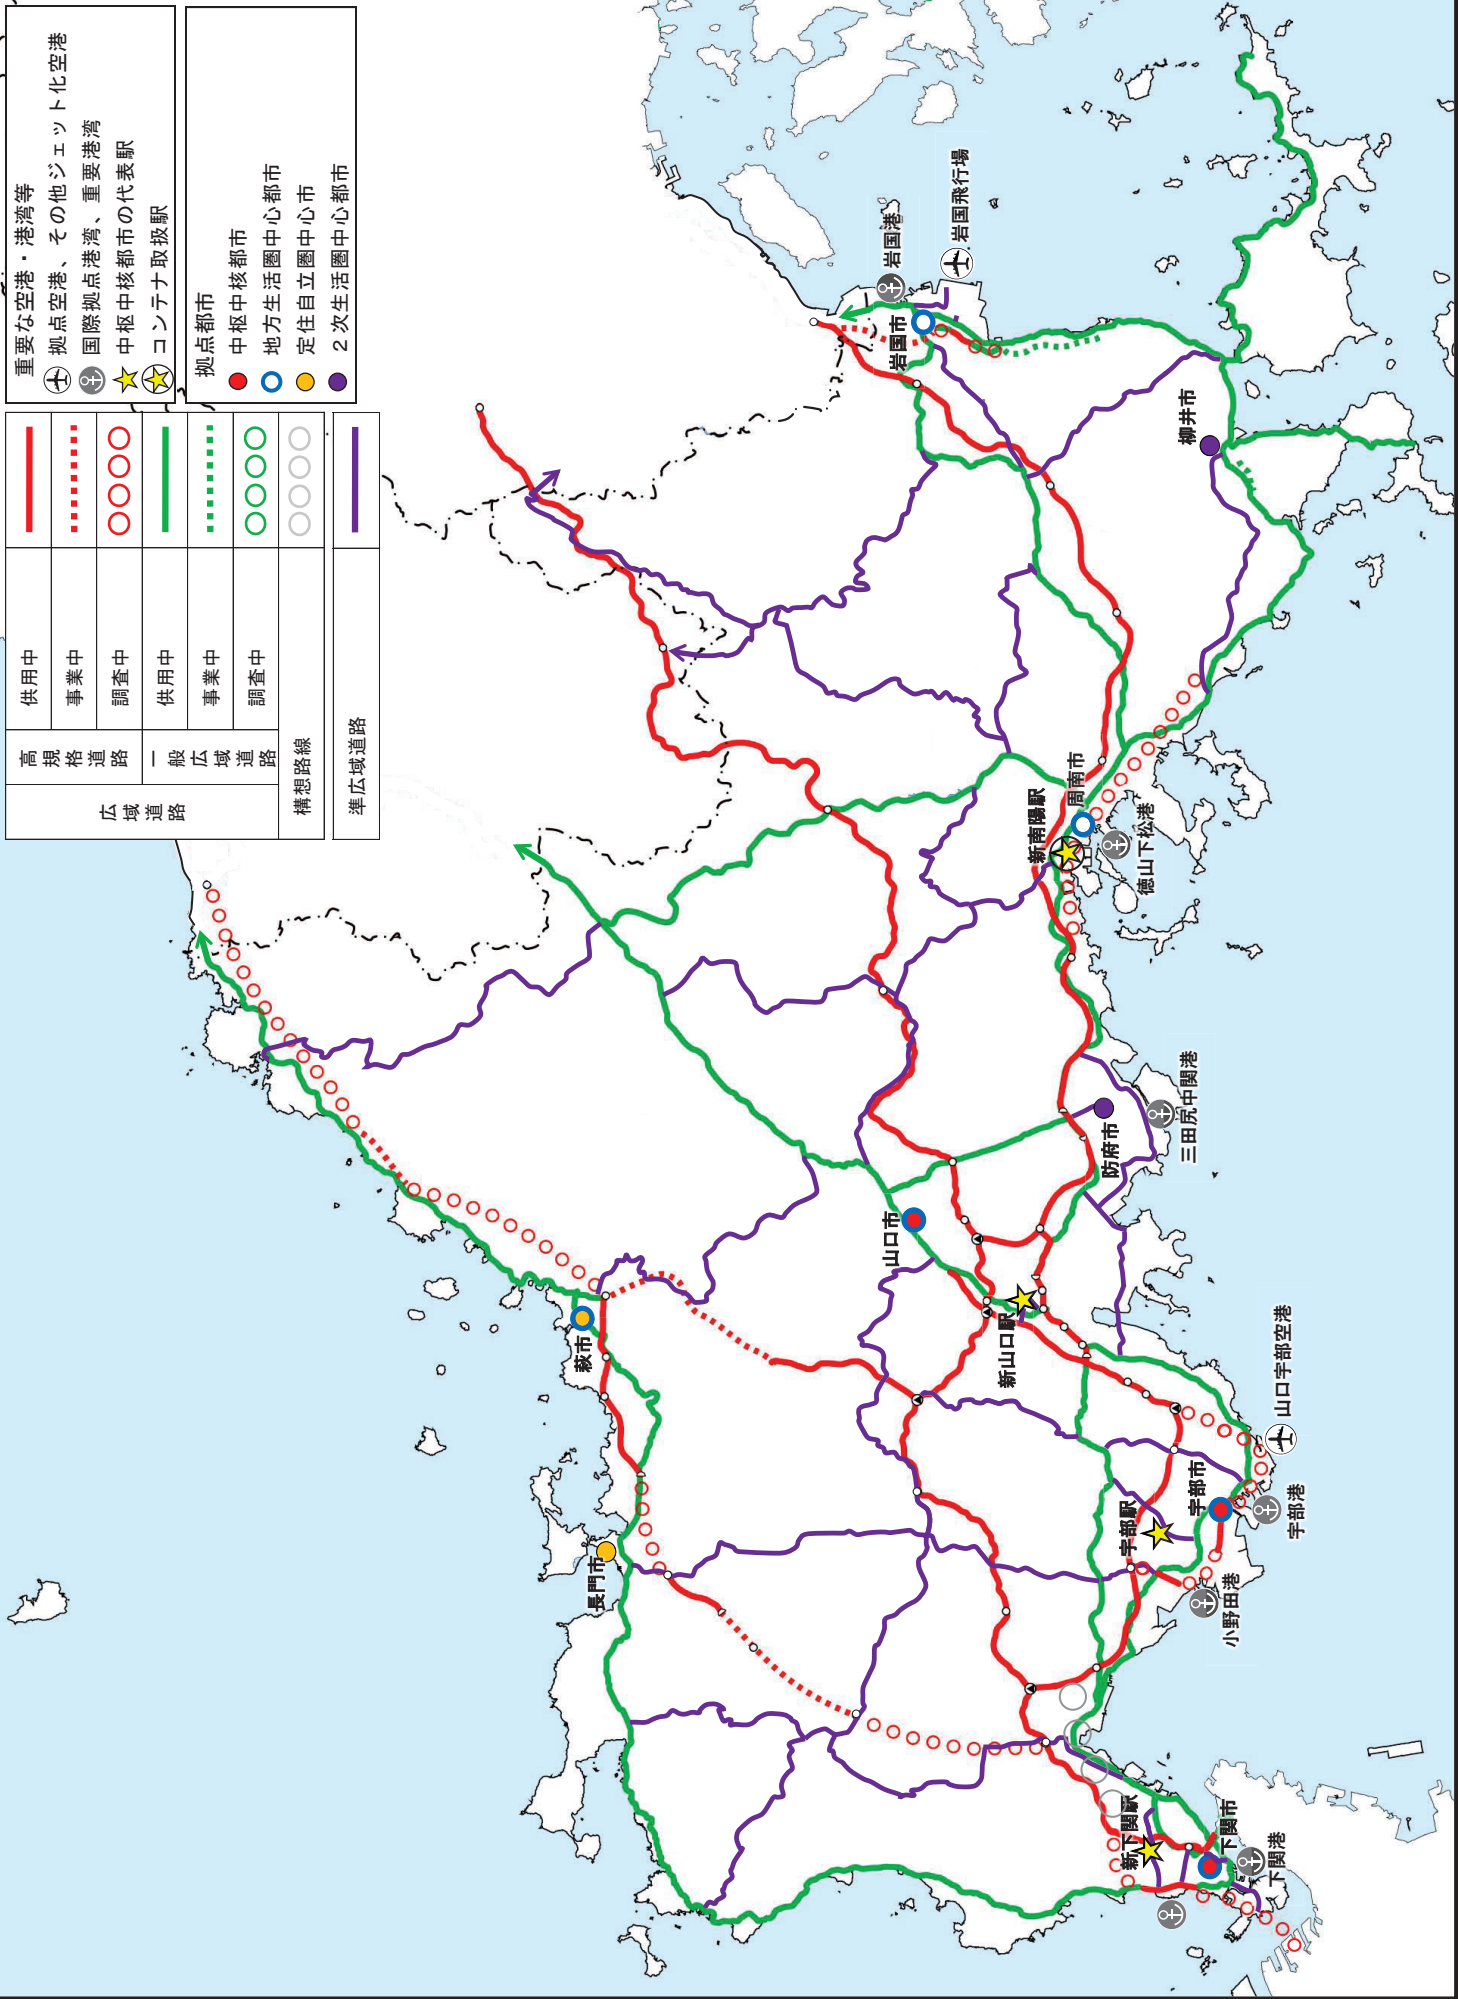 広域道路
高規格道路
供用中
事業中
調査中
一般広域道路
供用中
事業中
調査中
構想路線
準広域道路
重要な空港・港湾等
拠点空港、その他ジェット化空港
国際拠点港湾、重要港湾
中枢中核都市の代表駅
コンテナ取扱駅
拠点都市
中枢中核都市
地方生活圏中心都市
定住自立圏中心市
2次生活圏中心都市
萩市
長門市
山口市
新山口駅
防府市
三田尻中関港
新南陽駅
周南市
徳山下松港
岩国市
岩国港
岩国飛行場
柳井市
山口宇部空港
宇部市
宇部駅
宇部港
小野田港
新下関駅
下関市
下関港